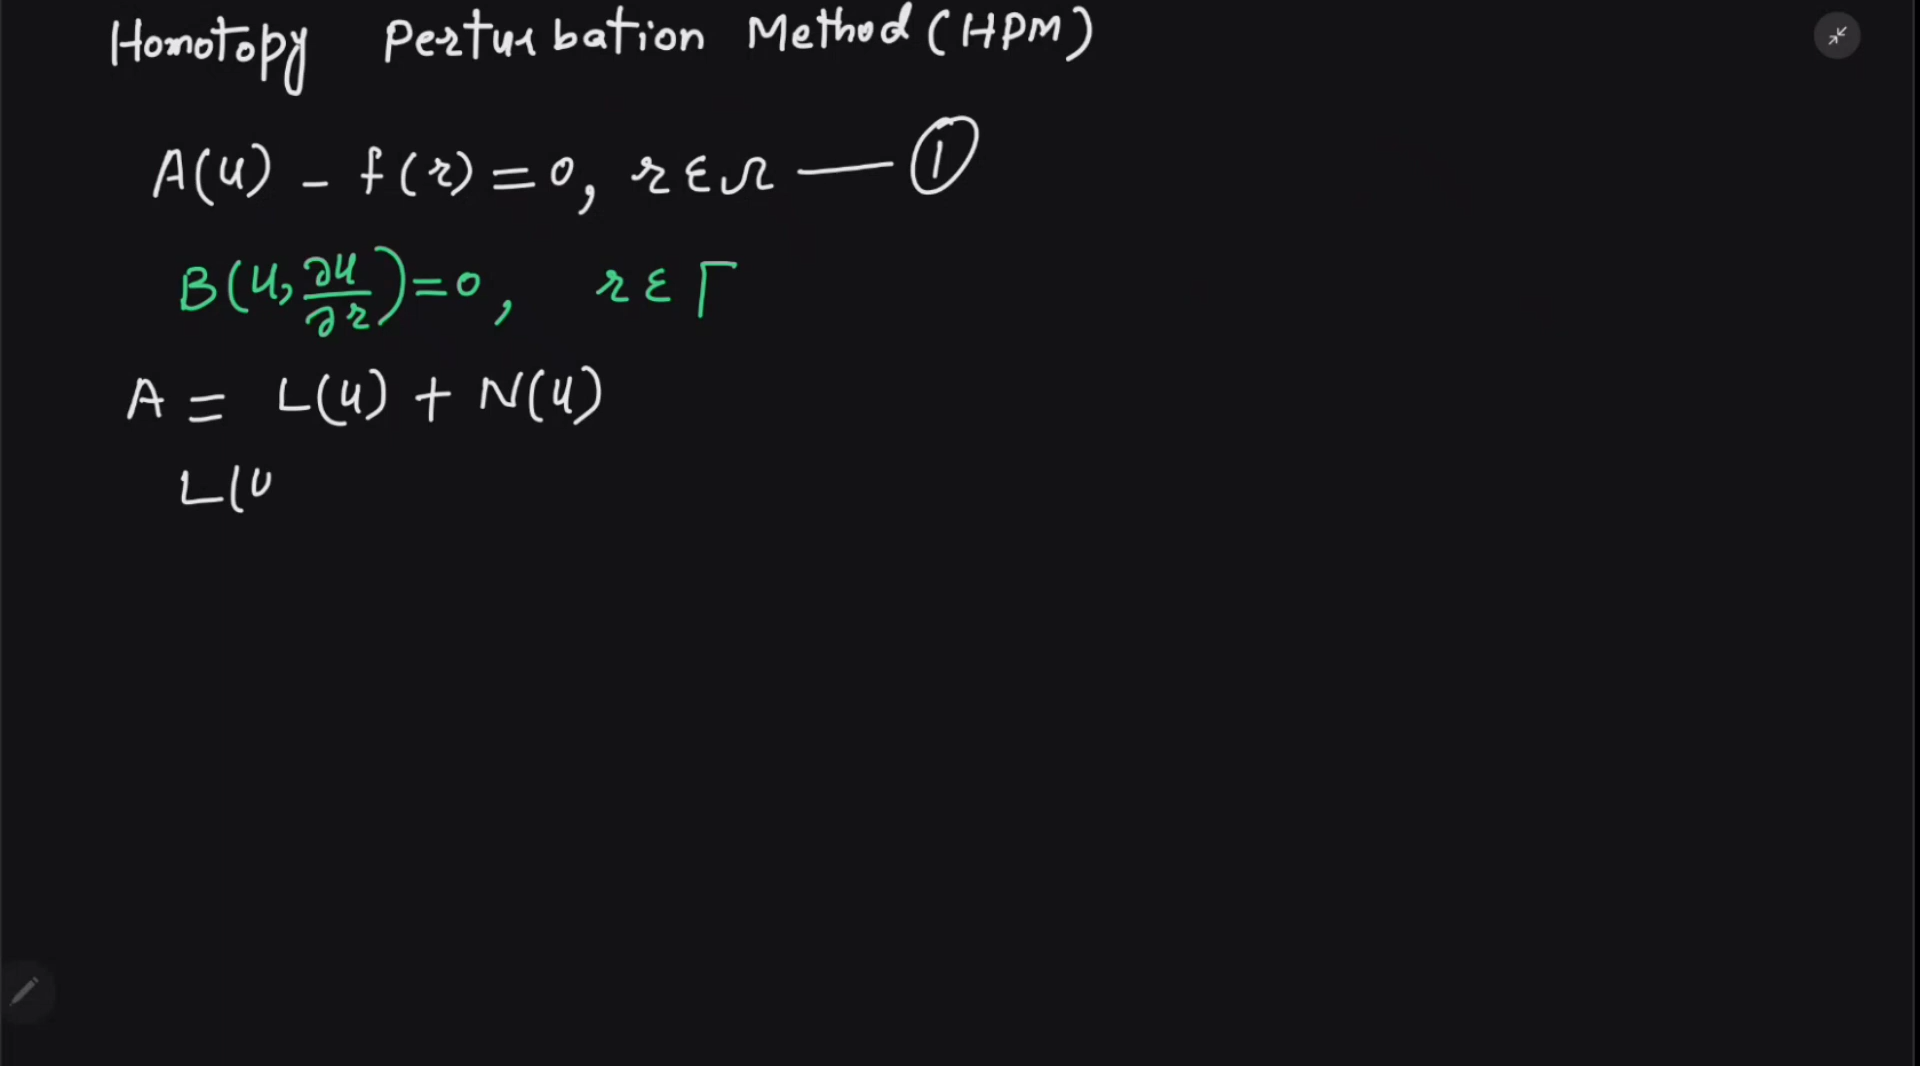 Homotopy Perturbation Method (HPM)
A(u) - f(r) = 0, r ∈ Ω — ①
B(u, ∂u/∂r) = 0, r ∈ Γ
A = L(u) + N(u)
L(u